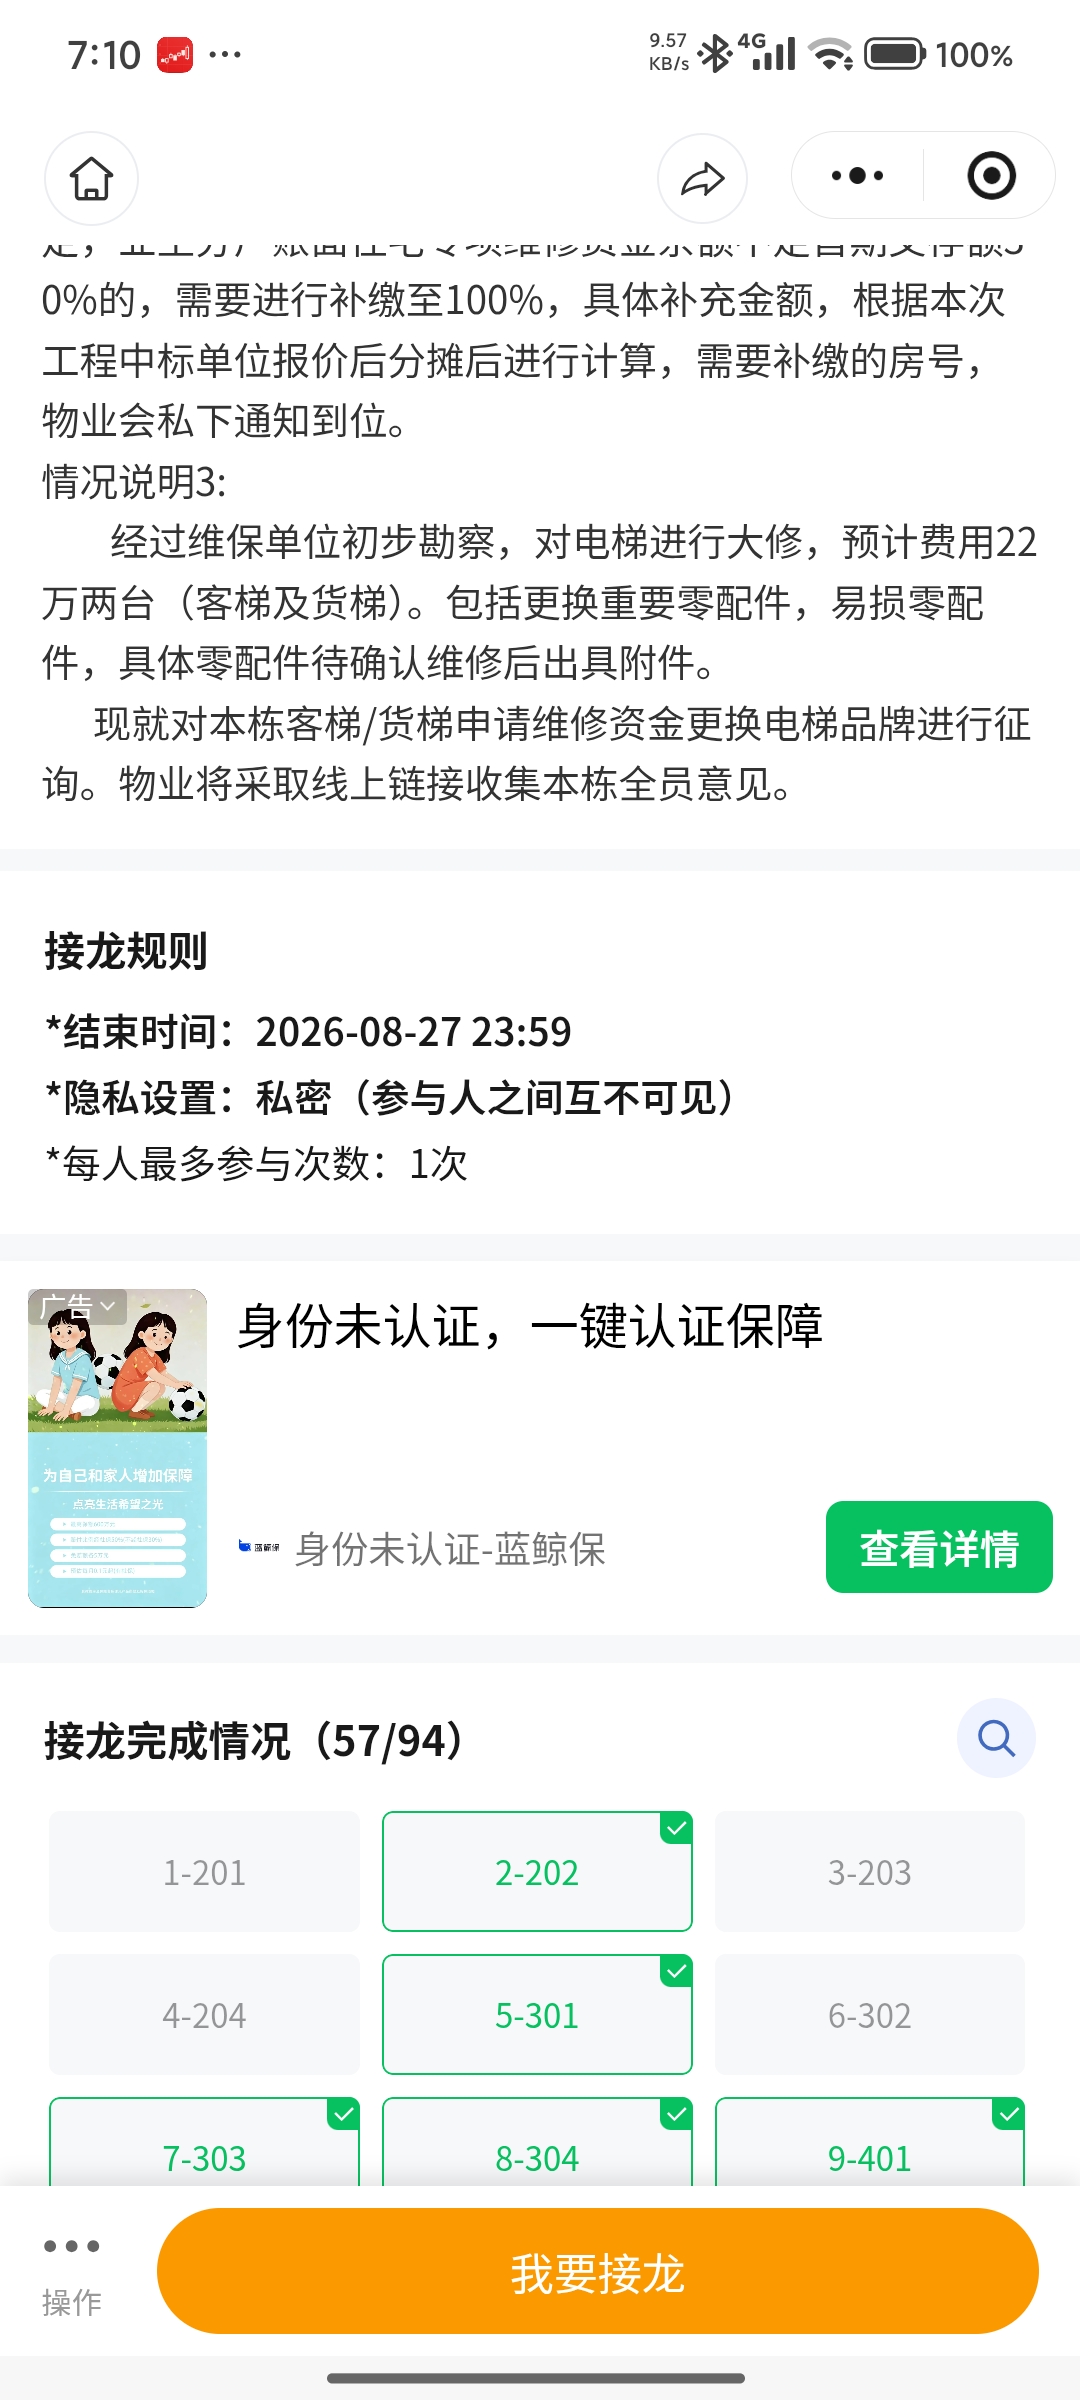 7:10
9.57
KB/s
4G
100%
0%的，需要进行补缴至100%，具体补充金额，根据本次
工程中标单位报价后分摊后进行计算，需要补缴的房号，
物业会私下通知到位。
情况说明3:
经过维保单位初步勘察，对电梯进行大修，预计费用22
万两台（客梯及货梯）。包括更换重要零配件，易损零配
件，具体零配件待确认维修后出具附件。
现就对本栋客梯/货梯申请维修资金更换电梯品牌进行征
询。物业将采取线上链接收集本栋全员意见。
接龙规则
*结束时间：2026-08-27 23:59
*隐私设置：私密（参与人之间互不可见）
*每人最多参与次数：1次
广告
身份未认证，一键认证保障
为自己和家人增加保障
点亮生活希望之光
蓝鲸保
身份未认证-蓝鲸保
查看详情
接龙完成情况（57/94）
1-201
2-202
3-203
4-204
5-301
6-302
7-303
8-304
9-401
操作
我要接龙